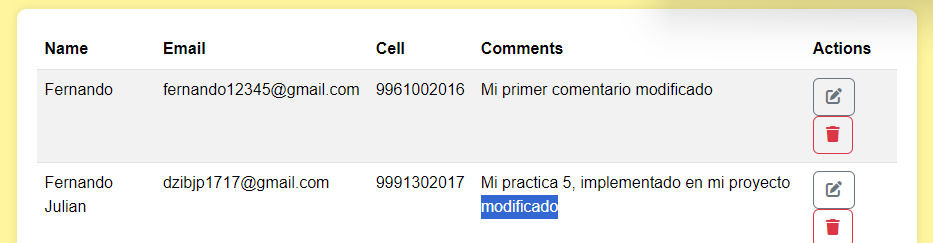 Name Email Cell Comments Actions
Fernando fernando12345@gmail.com 9961002016 Mi primer comentario modificado
Fernando dzibjp1717@gmail.com 9991302017 Mi practica 5, implementado en mi proyecto
Julian modificado